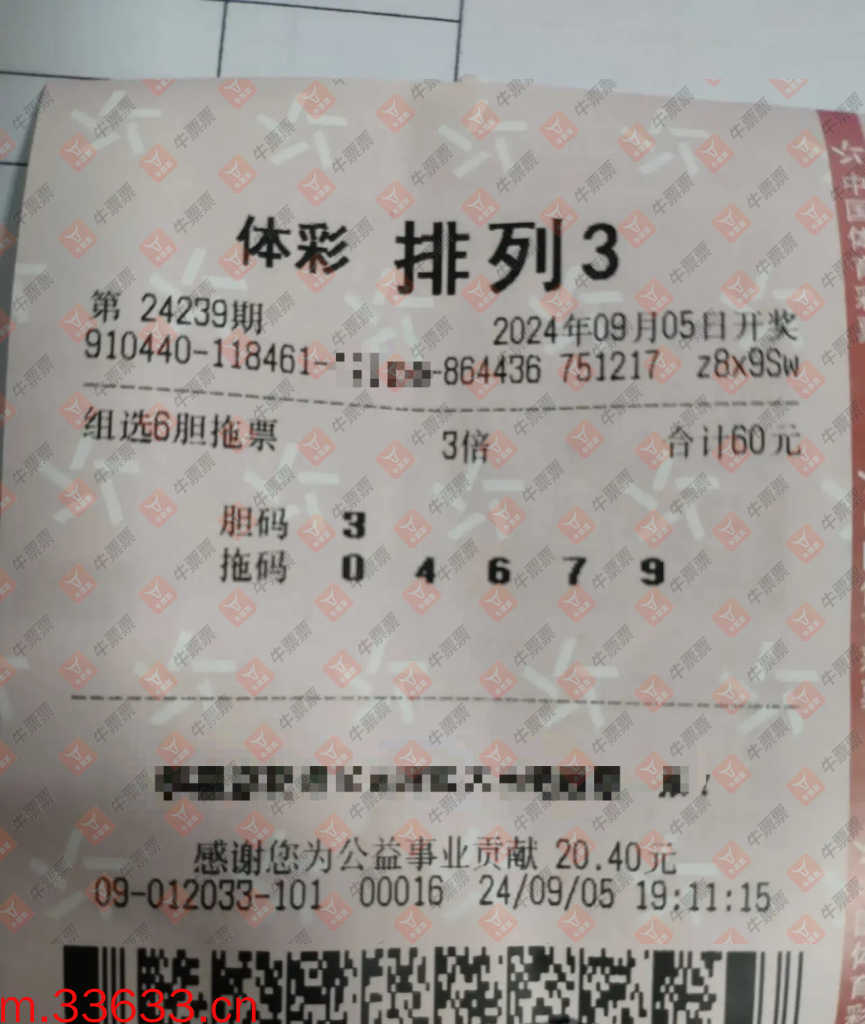 体彩 排列3
第 24239期 2024年09月05日开奖
910440-118461- -864436 751217 z8x9Sw
组选6胆拖票 3倍 合计60元
胆码 3
拖码 0 4 6 7 9
感谢您为公益事业贡献 20.40元
09-012033-101 00016 24/09/05 19:11:15
m.33633.cn
牛票票